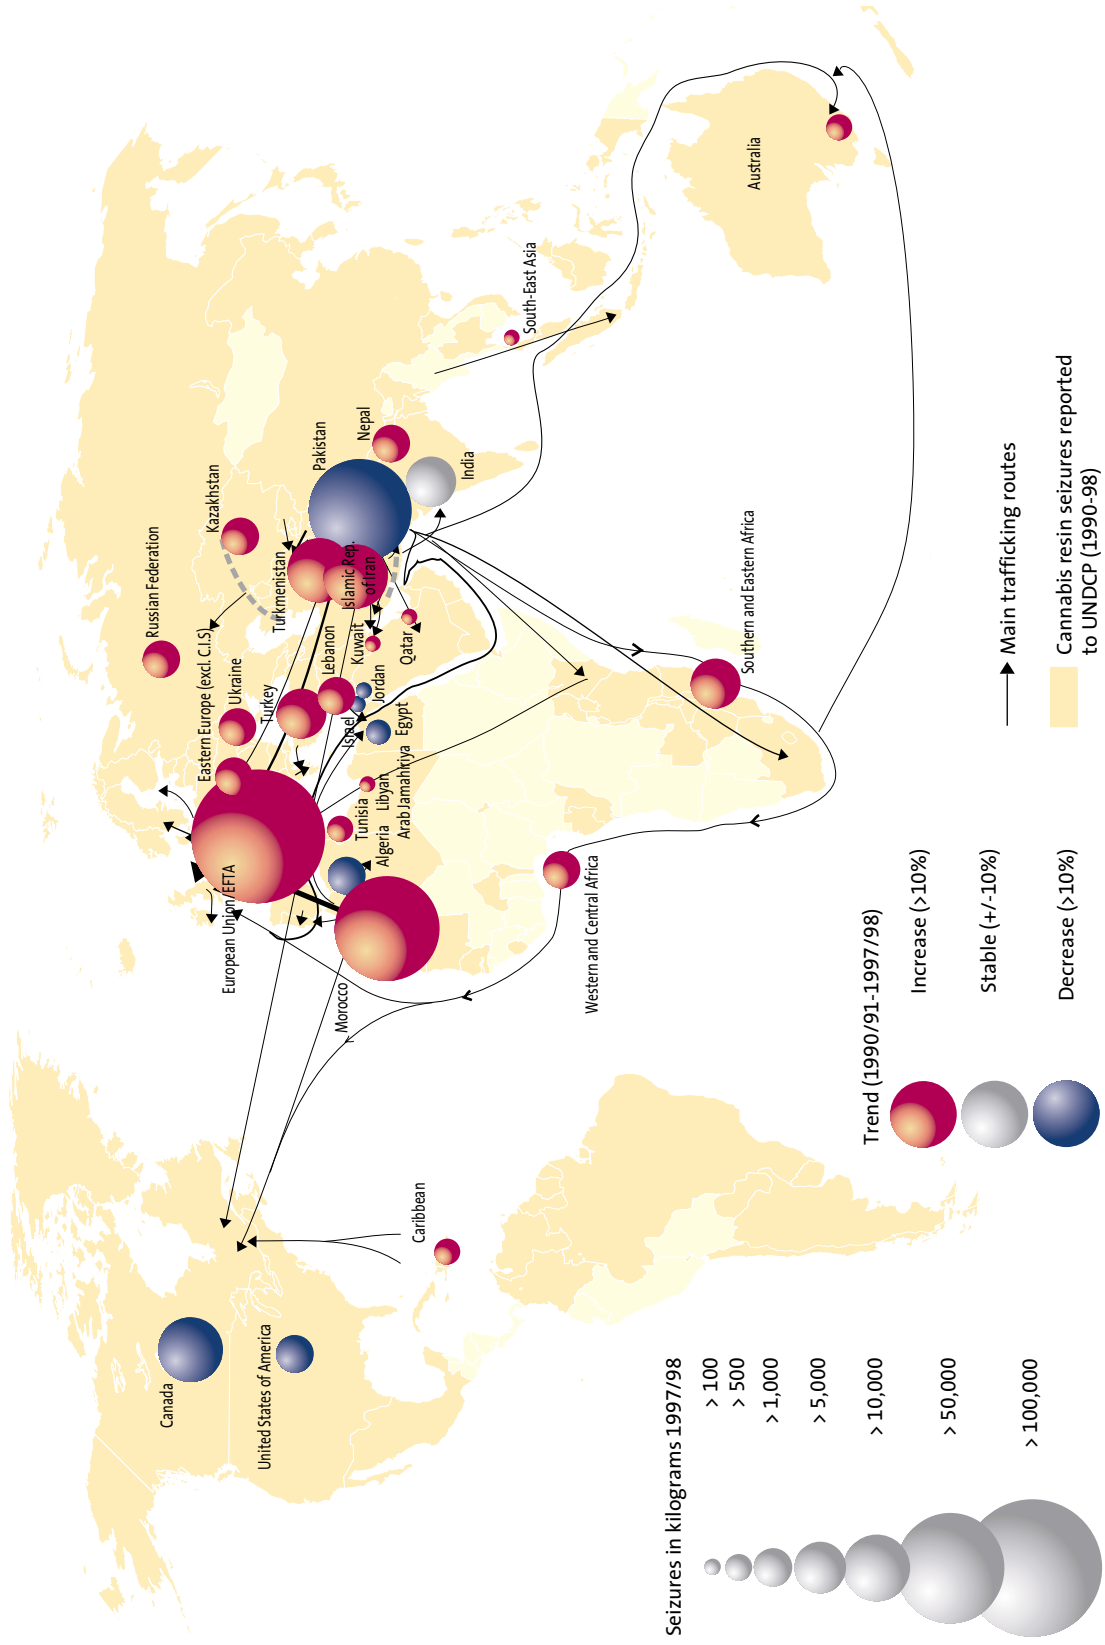 Canada
United States of America
Caribbean
European Union/EFTA
Eastern Europe (excl. C.I.S)
Ukraine
Russian Federation
Kazakhstan
Turkey
Turkmenistan
Lebanon
Islamic Rep.
of Iran
Pakistan
Nepal
India
Kuwait
Qatar
Jordan
Israel
Egypt
Libyan
Arab Jamahiriya
Tunisia
Algeria
Morocco
Western and Central Africa
Southern and Eastern Africa
South-East Asia
Australia
Seizures in kilograms 1997/98
> 100
> 500
> 1,000
> 5,000
> 10,000
> 50,000
> 100,000
Trend (1990/91-1997/98)
Increase (>10%)
Stable (+/-10%)
Decrease (>10%)
Main trafficking routes
Cannabis resin seizures reported
to UNDCP (1990-98)